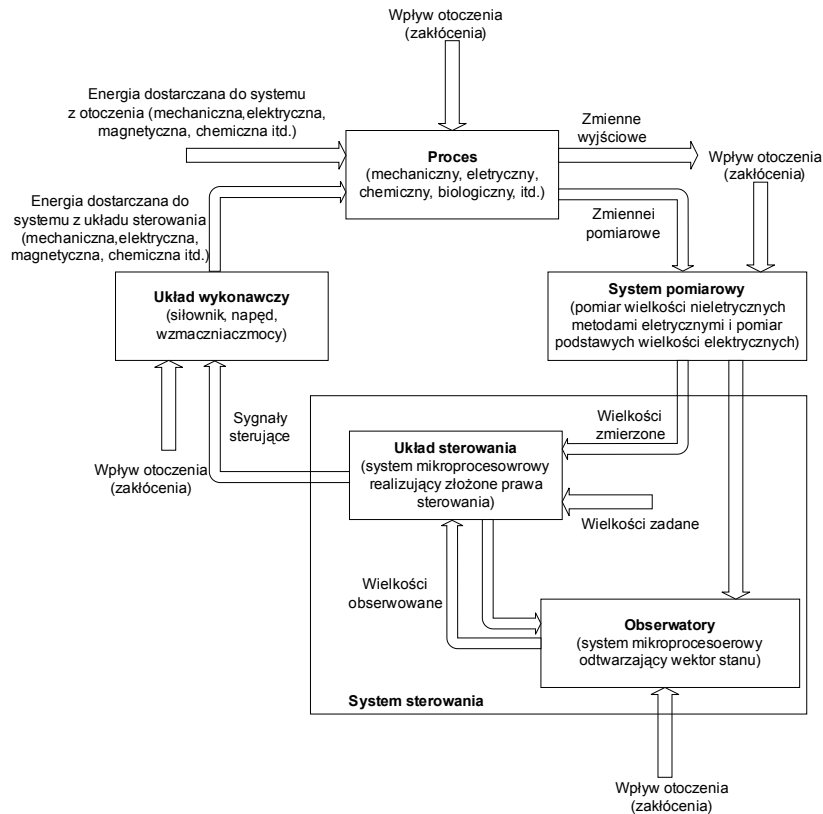 Wpływ otoczenia
(zakłócenia)
Energia dostarczana do systemu
z otoczenia (mechaniczna,elektryczna,
magnetyczna, chemiczna itd.)
Proces
(mechaniczny, eletryczny,
chemiczny, biologiczny, itd.)
Zmienne
wyjściowe
Wpływ otoczenia
(zakłócenia)
Energia dostarczana do
systemu z układu sterowania
(mechaniczna,elektryczna,
magnetyczna, chemiczna itd.)
Zmiennei
pomiarowe
Układ wykonawczy
(siłownik, napęd,
wzmacniaczmocy)
System pomiarowy
(pomiar wielkości nieletrycznych
metodami eletrycznymi i pomiar
podstawych wielkości elektrycznych)
Sygnały
sterujące
Wielkości
zmierzone
Układ sterowania
(system mikroprocesowrowy
realizujący złożone prawa
sterowania)
Wpływ otoczenia
(zakłócenia)
Wielkości zadane
Wielkości
obserwowane
Obserwatory
(system mikroprocesoerowy
odtwarzający wektor stanu)
System sterowania
Wpływ otoczenia
(zakłócenia)